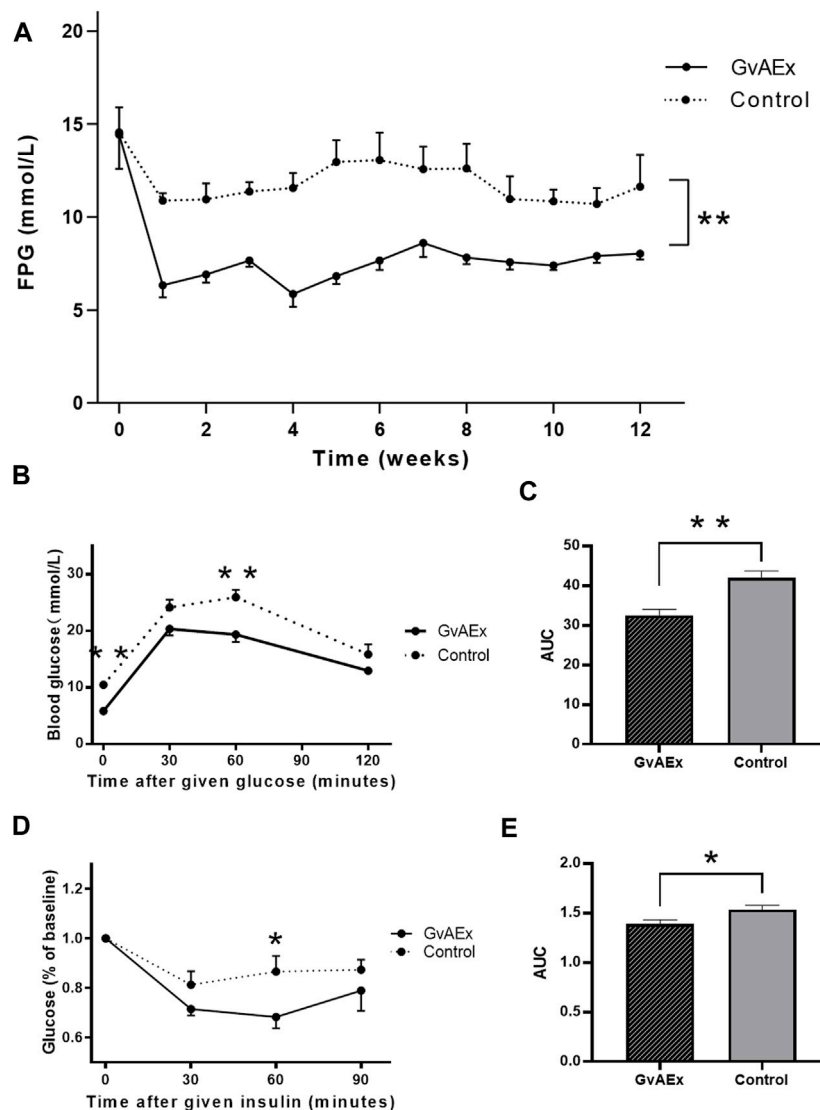 A
20
15
10
5
0
FPG (mmol/L)
0 2 4 6 8 10 12
Time (weeks)
GvAEx
Control
**
B
30
20
10
0
Blood glucose (mmol/L)
* *
* *
0 30 60 90 120
Time after given glucose (minutes)
GvAEx
Control
C
50
40
30
20
10
0
AUC
* *
GvAEx Control
D
1.2
1.0
0.8
0.6
Glucose (% of baseline)
*
0 30 60 90
Time after given insulin (minutes)
GvAEx
Control
E
2.0
1.5
1.0
0.5
0.0
AUC
*
GvAEx Control